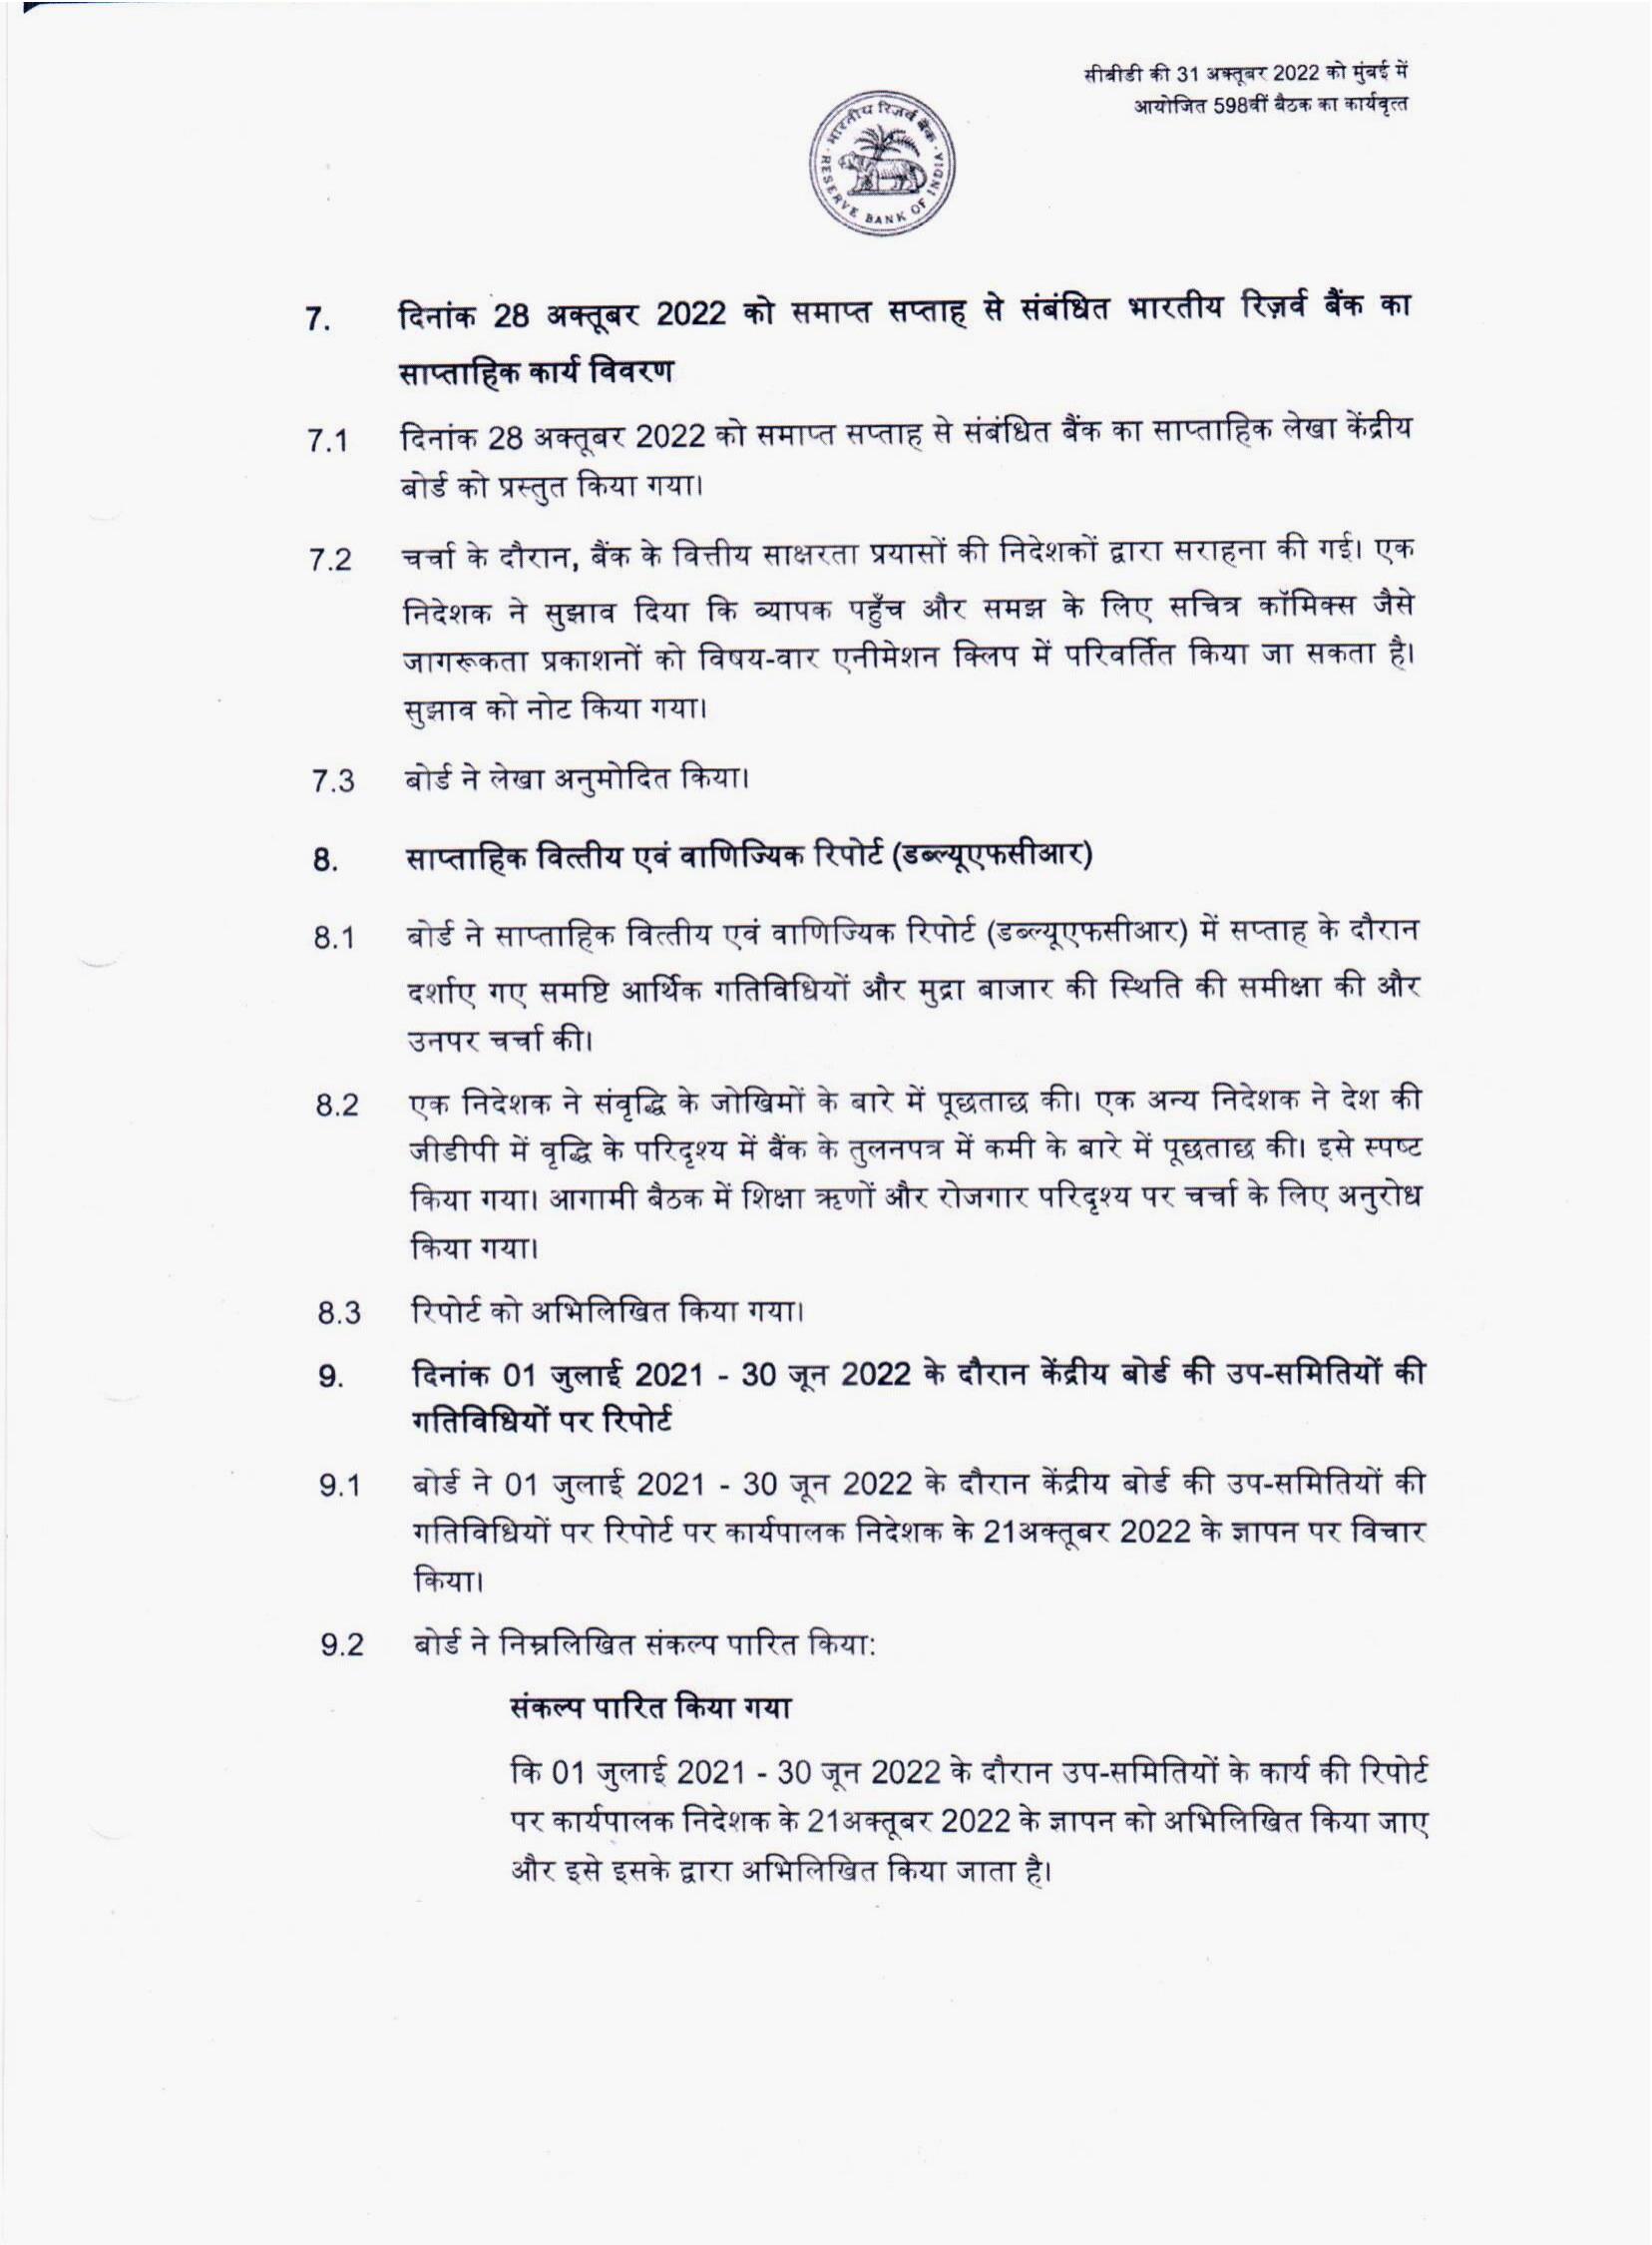 सीबीडी की 31 अक्तूबर 2022 को मुंबई में
आयोजित 598वीं बैठक का कार्यवृत्त
भारतीय रिज़र्व बैंक
RESERVE BANK OF INDIA
7. दिनांक 28 अक्तूबर 2022 को समाप्त सप्ताह से संबंधित भारतीय रिज़र्व बैंक का
साप्ताहिक कार्य विवरण
7.1 दिनांक 28 अक्तूबर 2022 को समाप्त सप्ताह से संबंधित बैंक का साप्ताहिक लेखा केंद्रीय
बोर्ड को प्रस्तुत किया गया।
7.2 चर्चा के दौरान, बैंक के वित्तीय साक्षरता प्रयासों की निदेशकों द्वारा सराहना की गई। एक
निदेशक ने सुझाव दिया कि व्यापक पहुँच और समझ के लिए सचित्र कॉमिक्स जैसे
जागरूकता प्रकाशनों को विषय-वार एनीमेशन क्लिप में परिवर्तित किया जा सकता है।
सुझाव को नोट किया गया।
7.3 बोर्ड ने लेखा अनुमोदित किया।
8. साप्ताहिक वित्तीय एवं वाणिज्यिक रिपोर्ट (डब्ल्यूएफसीआर)
8.1 बोर्ड ने साप्ताहिक वित्तीय एवं वाणिज्यिक रिपोर्ट (डब्ल्यूएफसीआर) में सप्ताह के दौरान
दर्शाए गए समष्टि आर्थिक गतिविधियों और मुद्रा बाजार की स्थिति की समीक्षा की और
उनपर चर्चा की।
8.2 एक निदेशक ने संवृद्धि के जोखिमों के बारे में पूछताछ की। एक अन्य निदेशक ने देश की
जीडीपी में वृद्धि के परिदृश्य में बैंक के तुलनपत्र में कमी के बारे में पूछताछ की। इसे स्पष्ट
किया गया। आगामी बैठक में शिक्षा ऋणों और रोजगार परिदृश्य पर चर्चा के लिए अनुरोध
किया गया।
8.3 रिपोर्ट को अभिलिखित किया गया।
9. दिनांक 01 जुलाई 2021 - 30 जून 2022 के दौरान केंद्रीय बोर्ड की उप-समितियों की
गतिविधियों पर रिपोर्ट
9.1 बोर्ड ने 01 जुलाई 2021 - 30 जून 2022 के दौरान केंद्रीय बोर्ड की उप-समितियों की
गतिविधियों पर रिपोर्ट पर कार्यपालक निदेशक के 21अक्तूबर 2022 के ज्ञापन पर विचार
किया।
9.2 बोर्ड ने निम्नलिखित संकल्प पारित किया:
संकल्प पारित किया गया
कि 01 जुलाई 2021 - 30 जून 2022 के दौरान उप-समितियों के कार्य की रिपोर्ट
पर कार्यपालक निदेशक के 21अक्तूबर 2022 के ज्ञापन को अभिलिखित किया जाए
और इसे इसके द्वारा अभिलिखित किया जाता है।